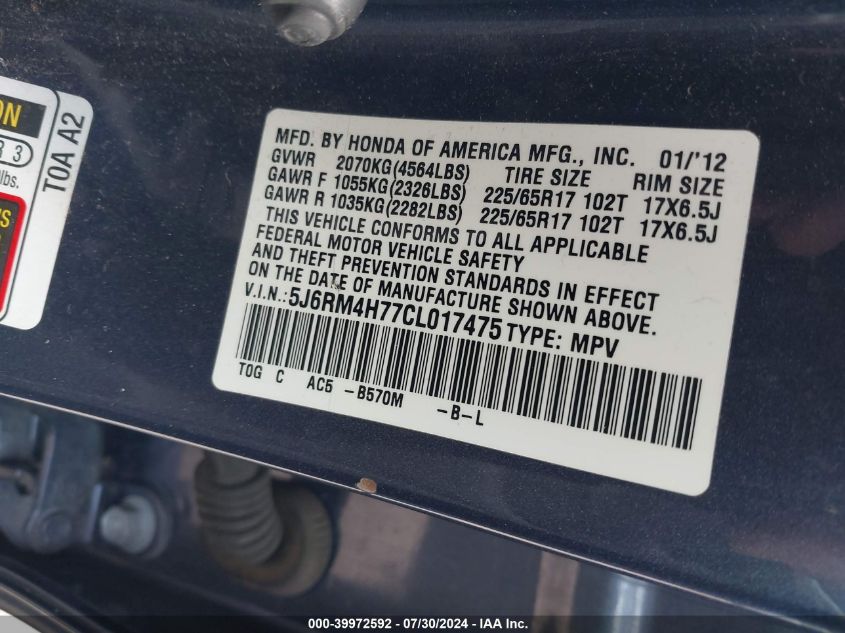 ON
R 3
lbs.
S
T0A A2
MFD. BY HONDA OF AMERICA MFG., INC. 01/'12
GVWR 2070KG(4564LBS) TIRE SIZE RIM SIZE
GAWR F 1055KG(2326LBS) 225/65R17 102T 17X6.5J
GAWR R 1035KG(2282LBS) 225/65R17 102T 17X6.5J
THIS VEHICLE CONFORMS TO ALL APPLICABLE
FEDERAL MOTOR VEHICLE SAFETY
AND THEFT PREVENTION STANDARDS IN EFFECT
ON THE DATE OF MANUFACTURE SHOWN ABOVE.
V.I.N.:5J6RM4H77CL017475 TYPE: MPV
T0G C AC5 -B570M -B-L
000-39972592 / 07/30/2024 - IAA Inc.